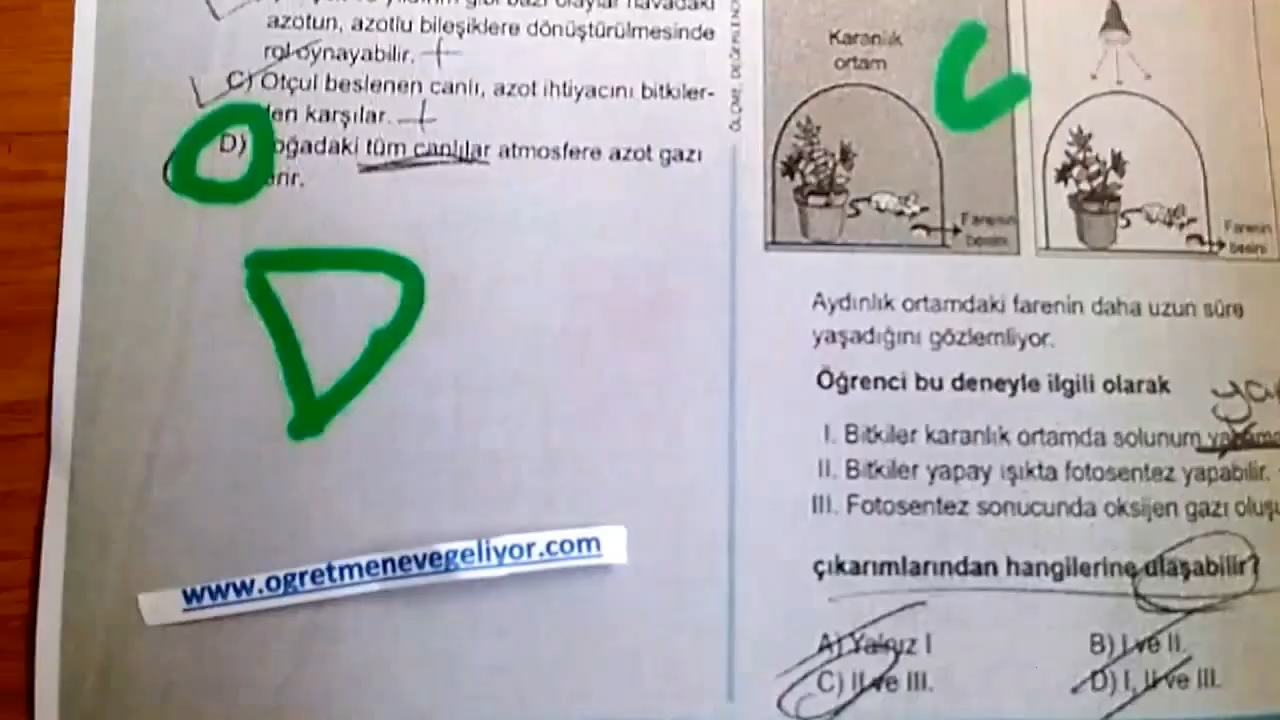 azotun, azotlu bileşiklere dönüştürülmesinde
rol oynayabilir.
C) Otçul beslenen canlı, azot ihtiyacını bitkiler-
den karşılar.
D) Doğadaki tüm canlılar atmosfere azot gazı
D
www.ogretmenevegeliyor.com
Karanlık
ortam
C
Farenin
besini
Farenin
besini
Aydınlık ortamdaki farenin daha uzun süre
yaşadığını gözlemliyor.
Öğrenci bu deneyle ilgili olarak
I. Bitkiler karanlık ortamda solunum
II. Bitkiler yapay ışıkta fotosentez yapabilir.
III. Fotosentez sonucunda oksijen gazı oluşu
çıkarımlarından hangilerine ulaşabilir?
A) Yalnız I
B) I ve II.
C) II ve III.
D) I, II ve III.